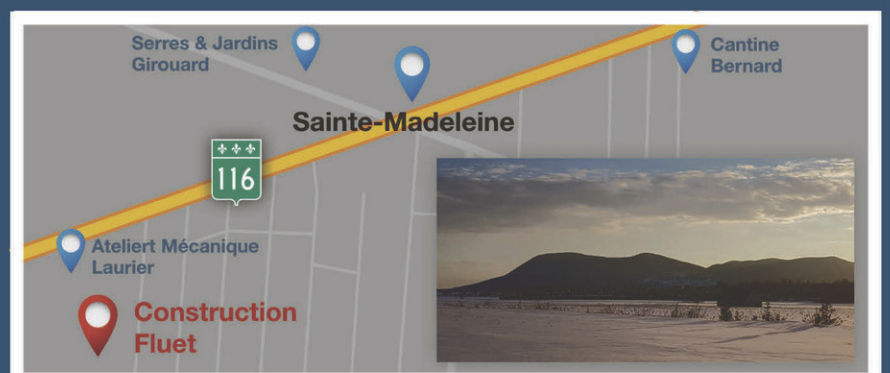 Serres & Jardins
Girouard
Cantine
Bernard
Sainte-Madeleine
116
Ateliert Mécanique
Laurier
Construction
Fluet